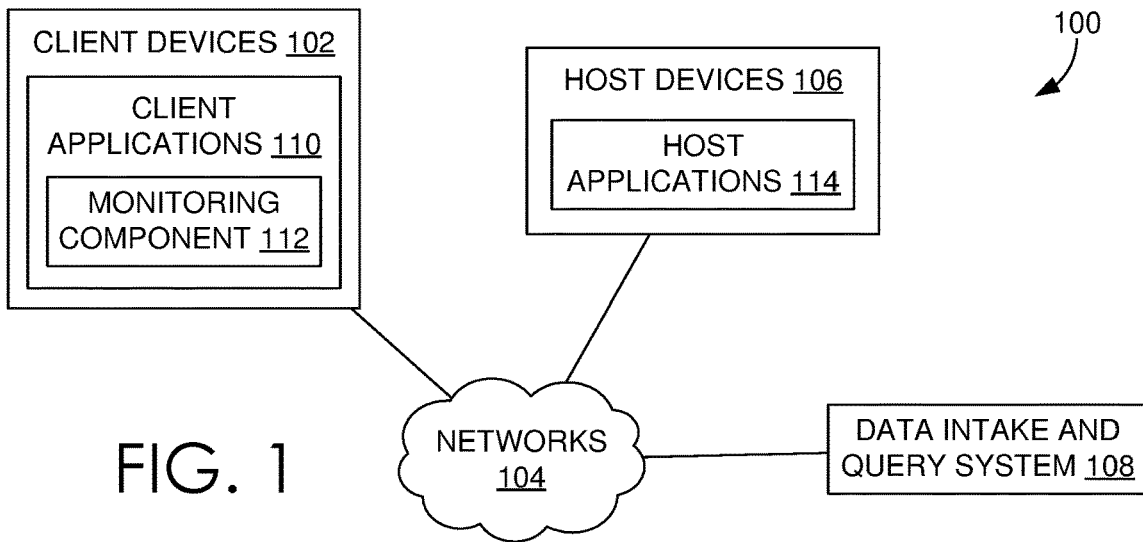 CLIENT DEVICES 102
CLIENT
APPLICATIONS 110
MONITORING
COMPONENT 112
HOST DEVICES 106
HOST
APPLICATIONS 114
100
NETWORKS
104
DATA INTAKE AND
QUERY SYSTEM 108
FIG. 1